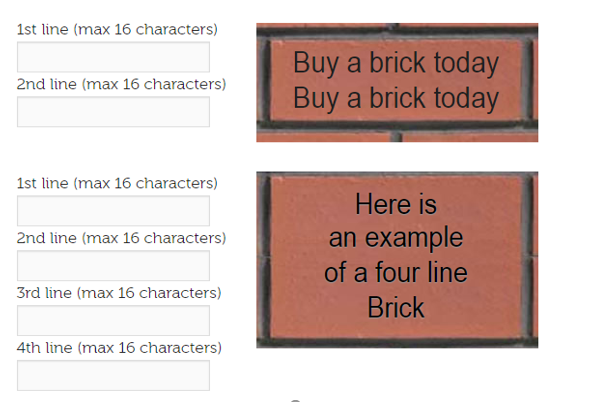 1st line (max 16 characters)
2nd line (max 16 characters)
Buy a brick today
Buy a brick today
1st line (max 16 characters)
2nd line (max 16 characters)
3rd line (max 16 characters)
4th line (max 16 characters)
Here is
an example
of a four line
Brick